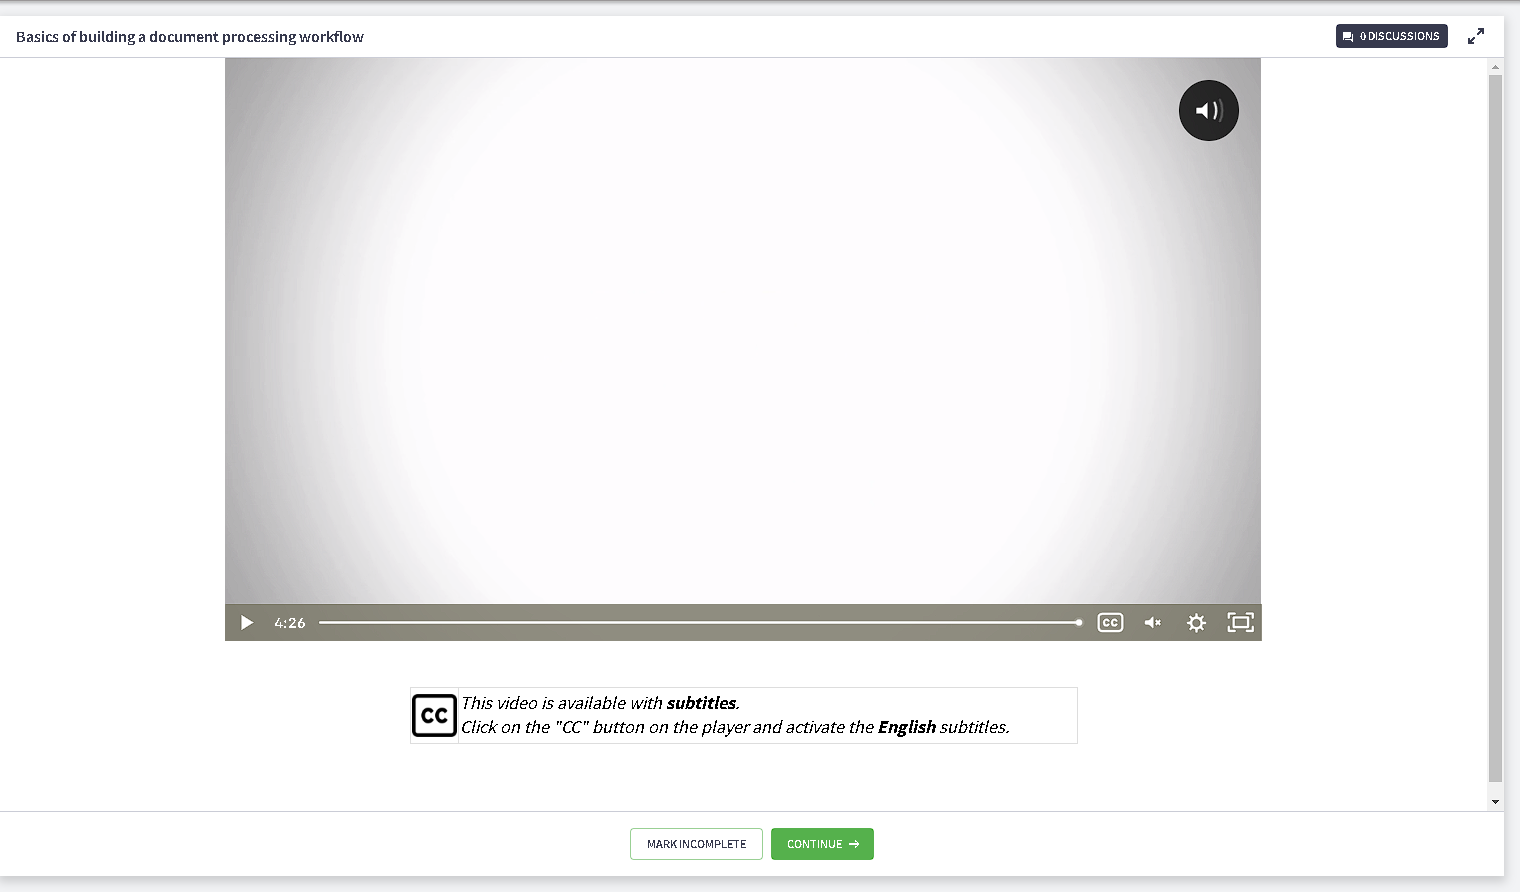 Basics of building a document processing workflow
0 DISCUSSIONS
4:26
CC
CC
This video is available with subtitles.
Click on the "CC" button on the player and activate the English subtitles.
MARK INCOMPLETE
CONTINUE →